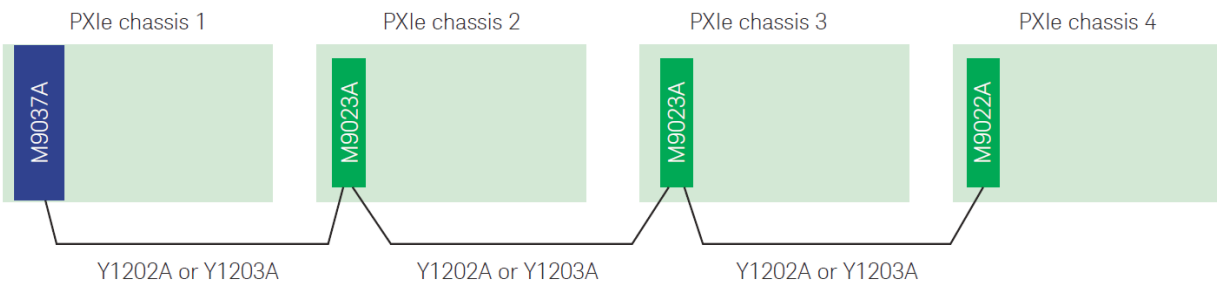 PXIe chassis 1
PXIe chassis 2
PXIe chassis 3
PXIe chassis 4
M9037A
M9023A
M9023A
M9022A
Y1202A or Y1203A
Y1202A or Y1203A
Y1202A or Y1203A